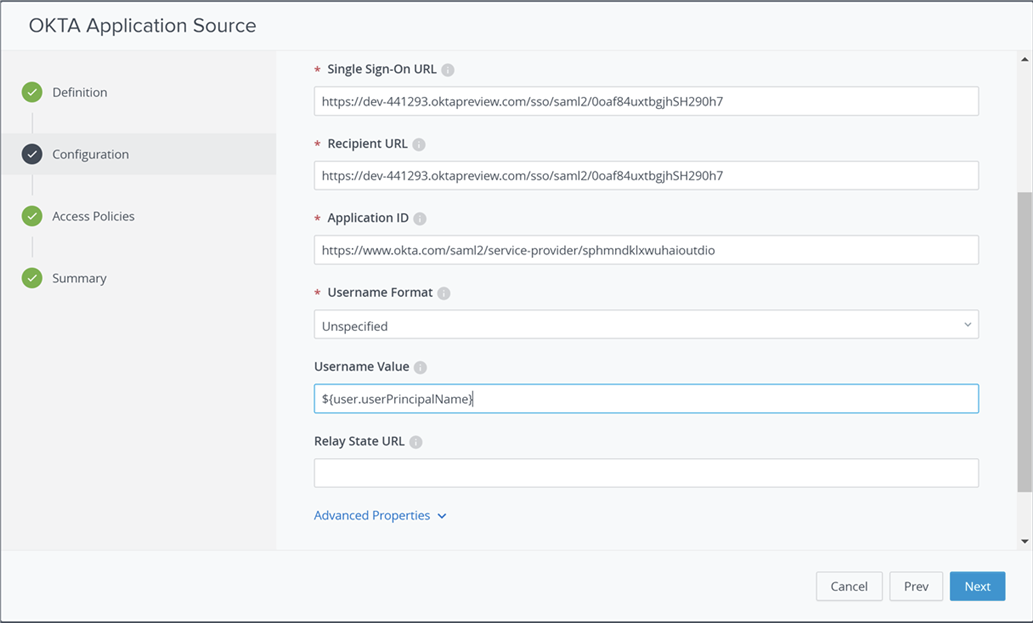 OKTA Application Source
Definition
Configuration
Access Policies
Summary
* Single Sign-On URL
https://dev-441293.oktapreview.com/sso/saml2/0oaf84uxtbgjhSH290h7
* Recipient URL
https://dev-441293.oktapreview.com/sso/saml2/0oaf84uxtbgjhSH290h7
* Application ID
https://www.okta.com/saml2/service-provider/sphmndklxwuhaioutdio
* Username Format
Unspecified
Username Value
${user.userPrincipalName}
Relay State URL
Advanced Properties
Cancel
Prev
Next